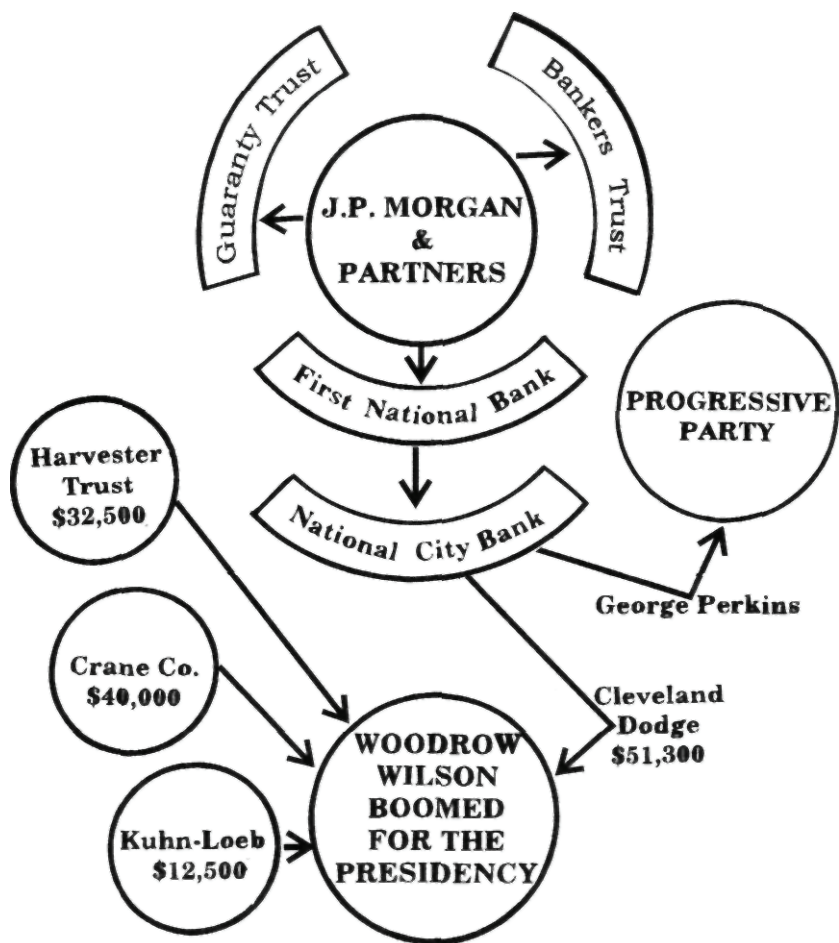 Guaranty Trust
Bankers Trust
J.P. MORGAN
&
PARTNERS
First National Bank
PROGRESSIVE
PARTY
Harvester
Trust
$32,500
National City Bank
George Perkins
Crane Co.
$40,000
Cleveland
Dodge
$51,300
WOODROW
WILSON
BOOMED
FOR THE
PRESIDENCY
Kuhn-Loeb
$12,500